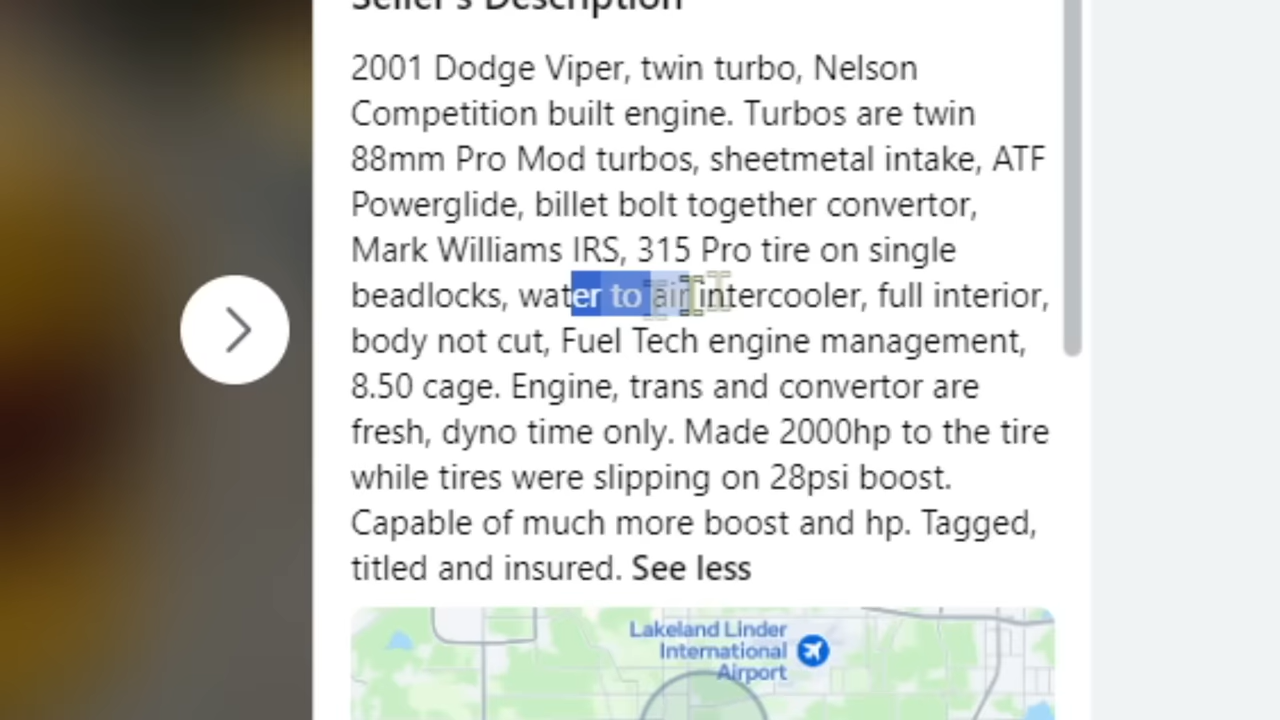 Seller's Description
2001 Dodge Viper, twin turbo, Nelson
Competition built engine. Turbos are twin
88mm Pro Mod turbos, sheetmetal intake, ATF
Powerglide, billet bolt together convertor,
Mark Williams IRS, 315 Pro tire on single
beadlocks, water to air intercooler, full interior,
body not cut, Fuel Tech engine management,
8.50 cage. Engine, trans and convertor are
fresh, dyno time only. Made 2000hp to the tire
while tires were slipping on 28psi boost.
Capable of much more boost and hp. Tagged,
titled and insured. See less
Lakeland Linder
International
Airport